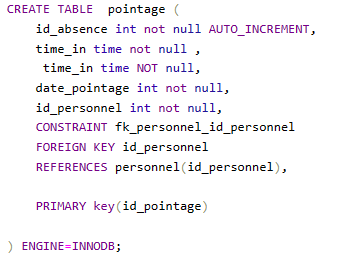 CREATE TABLE  pointage (
    id_absence int not null AUTO_INCREMENT,
    time_in time not null ,
     time_in time NOT null,
    date_pointage int not null,
    id_personnel int not null,
    CONSTRAINT fk_personnel_id_personnel
    FOREIGN KEY id_personnel
    REFERENCES personnel(id_personnel),

    PRIMARY key(id_pointage)

) ENGINE=INNODB;